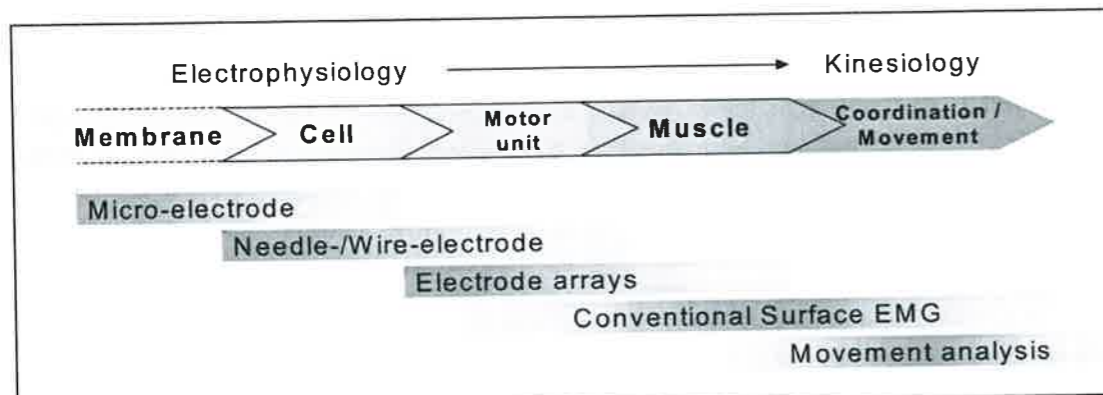 Electrophysiology
Kinesiology
Membrane
Cell
Motor
unit
Muscle
Coordination /
Movement
Micro-electrode
Needle-/Wire-electrode
Electrode arrays
Conventional Surface EMG
Movement analysis